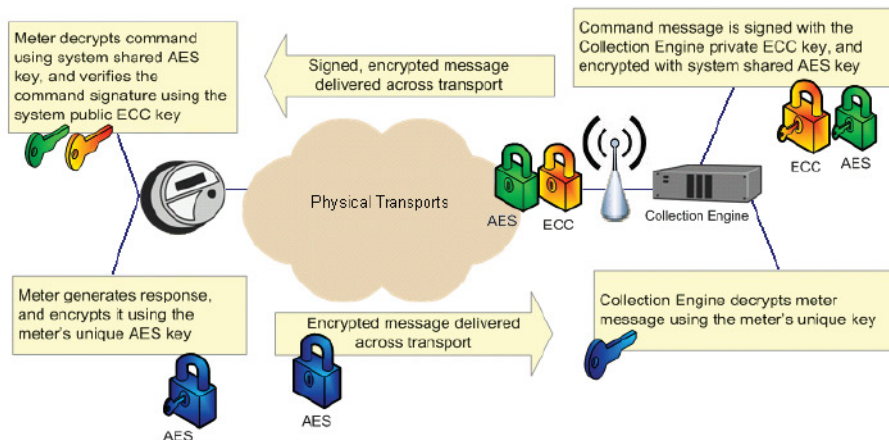 Meter decrypts command
using system shared AES
key, and verifies the
command signature using the
system public ECC key
Signed, encrypted message
delivered across transport
Command message is signed with the
Collection Engine private ECC key, and
encrypted with system shared AES key
ECC
AES
Physical Transports
AES
ECC
Collection Engine
Meter generates response,
and encrypts it using the
meter's unique AES key
AES
Encrypted message delivered
across transport
AES
Collection Engine decrypts meter
message using the meter's unique key